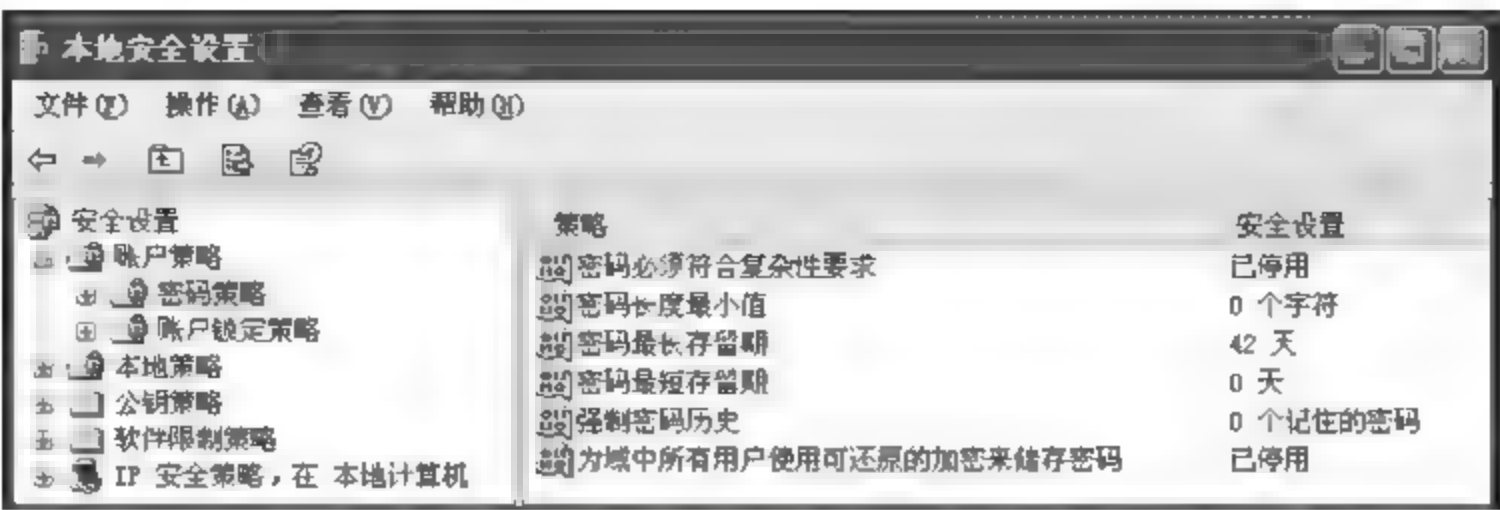 本地安全设置
文件(F) 操作(A) 查看(V) 帮助(H)
安全设置
账户策略
密码策略
账户锁定策略
本地策略
公钥策略
软件限制策略
IP 安全策略，在 本地计算机
策略 安全设置
密码必须符合复杂性要求 已停用
密码长度最小值 0 个字符
密码最长存留期 42 天
密码最短存留期 0 天
强制密码历史 0 个记住的密码
为域中所有用户使用可还原的加密来储存密码 已停用